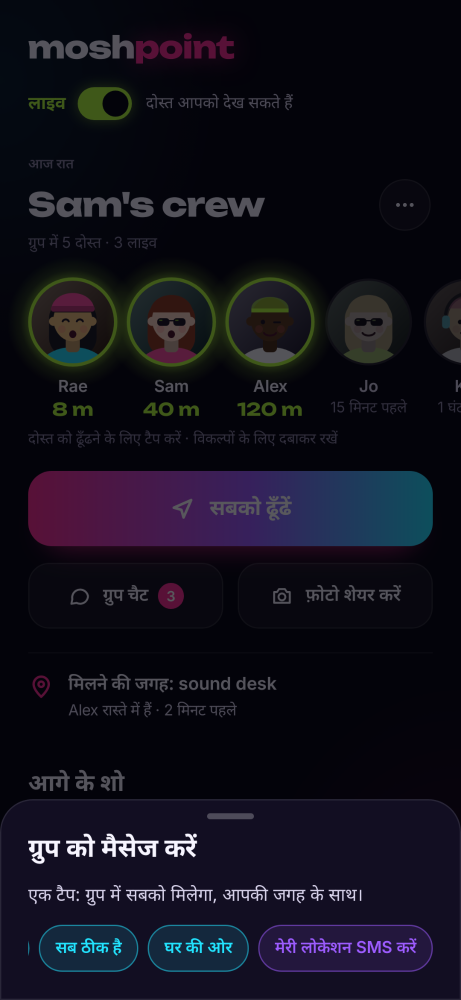 moshpoint
लाइव दोस्त आपको देख सकते हैं
आज रात
Sam's crew
ग्रुप में 5 दोस्त · 3 लाइव
Rae Sam Alex Jo
8 m 40 m 120 m 15 मिनट पहले
दोस्त को ढूँढने के लिए टैप करें · विकल्पों के लिए दबाकर रखें
सबको ढूँढें
ग्रुप चैट 3 फ़ोटो शेयर करें
मिलने की जगह: sound desk
Alex रास्ते में हैं · 2 मिनट पहले
आगे के शो
ग्रुप को मैसेज करें
एक टैप: ग्रुप में सबको मिलेगा, आपकी जगह के साथ।
सब ठीक है घर की ओर मेरी लोकेशन SMS करें